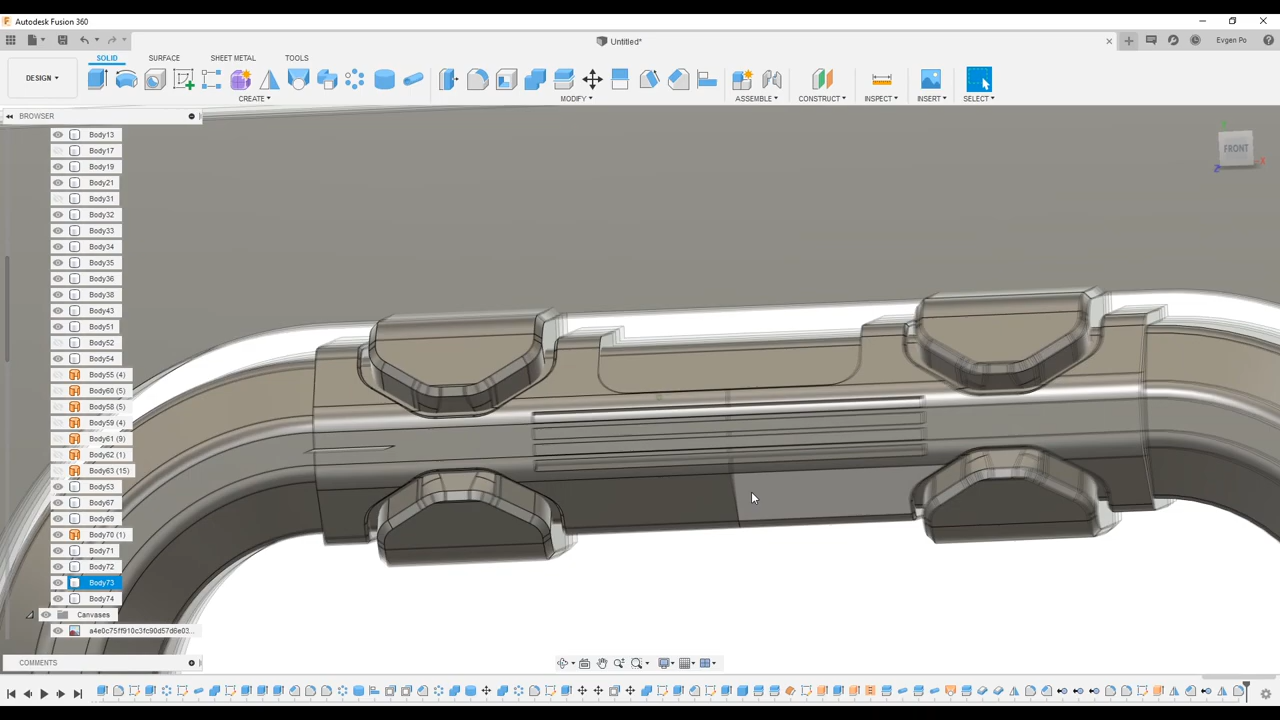 Autodesk Fusion 360
Untitled*
Evgen Po
DESIGN
SOLID
SURFACE
SHEET METAL
TOOLS
CREATE
MODIFY
ASSEMBLE
CONSTRUCT
INSPECT
INSERT
SELECT
BROWSER
FRONT
Y
X
Z
Body13
Body17
Body19
Body21
Body31
Body32
Body33
Body34
Body35
Body36
Body38
Body43
Body51
Body52
Body54
Body55 (4)
Body60 (5)
Body58 (5)
Body59 (4)
Body61 (9)
Body62 (1)
Body63 (15)
Body53
Body67
Body69
Body70 (1)
Body71
Body72
Body73
Body74
Canvases
a4e0c75ff910c3fc90d57d6e03...
COMMENTS